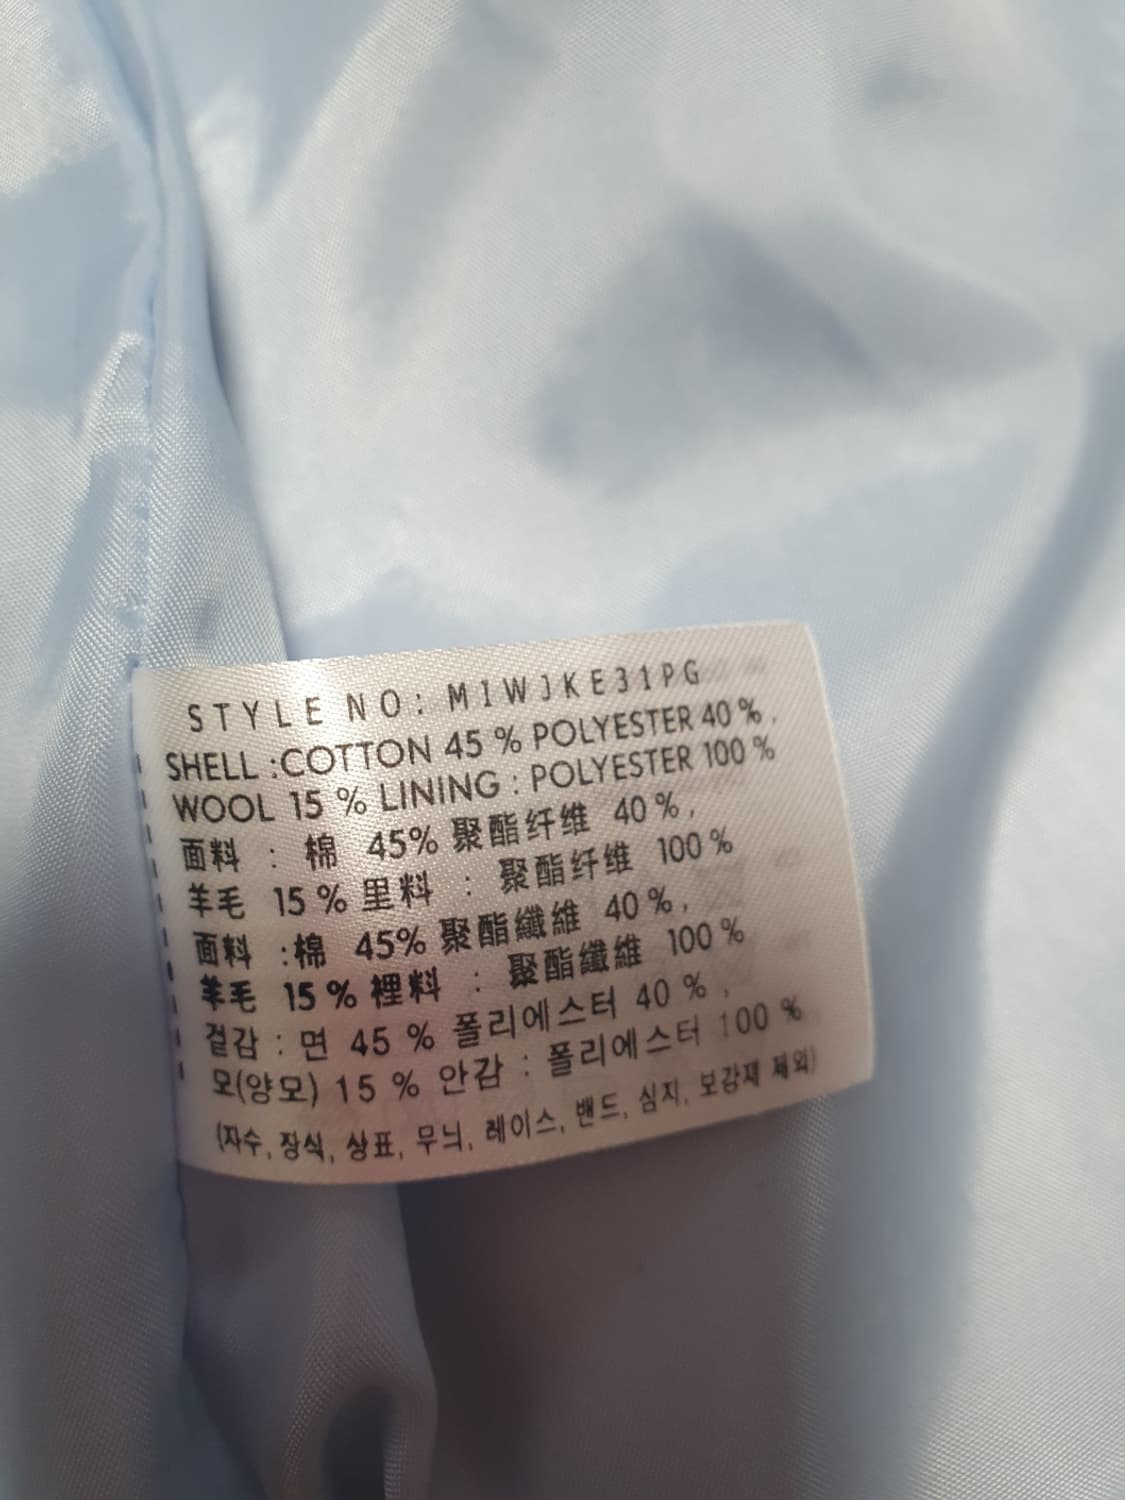 STYLE NO: MIWJKE31PG
SHELL :COTTON 45 % POLYESTER 40 % ,
WOOL 15 % LINING : POLYESTER 100 %
面料 : 棉 45% 聚酯纤维 40 % ,
羊毛 15 % 里料 : 聚酯纤维 100 %
面料 :棉 45% 聚酯纖維 40 % ,
羊毛 15 % 裡料 : 聚酯纖維 100 %
겉감 : 면 45 % 폴리에스터 40 % ,
모(양모) 15 % 안감 : 폴리에스터 100 %
(자수, 장식, 상표, 무늬, 레이스, 밴드, 심지, 보강재 제외)